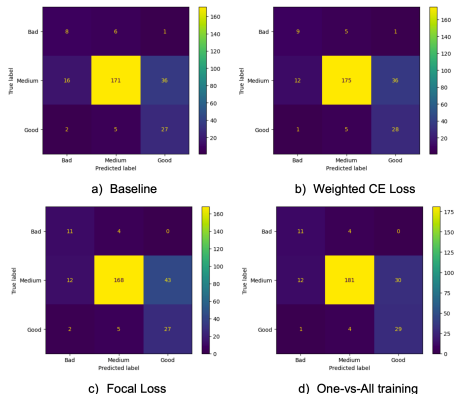 Bad 8 6 1
Medium 16 171 36
Good 2 5 27
Bad Medium Good
True label
Predicted label
160
140
120
100
80
60
40
20
a) Baseline
Bad 9 5 1
Medium 12 175 36
Good 1 5 28
Bad Medium Good
True label
Predicted label
160
140
120
100
80
60
40
20
b) Weighted CE Loss
Bad 11 4 0
Medium 12 168 43
Good 2 5 27
Bad Medium Good
True label
Predicted label
160
140
120
100
80
60
40
20
0
c) Focal Loss
Bad 11 4 0
Medium 12 181 30
Good 1 4 29
Bad Medium Good
True label
Predicted label
175
150
125
100
75
50
25
0
d) One-vs-All training